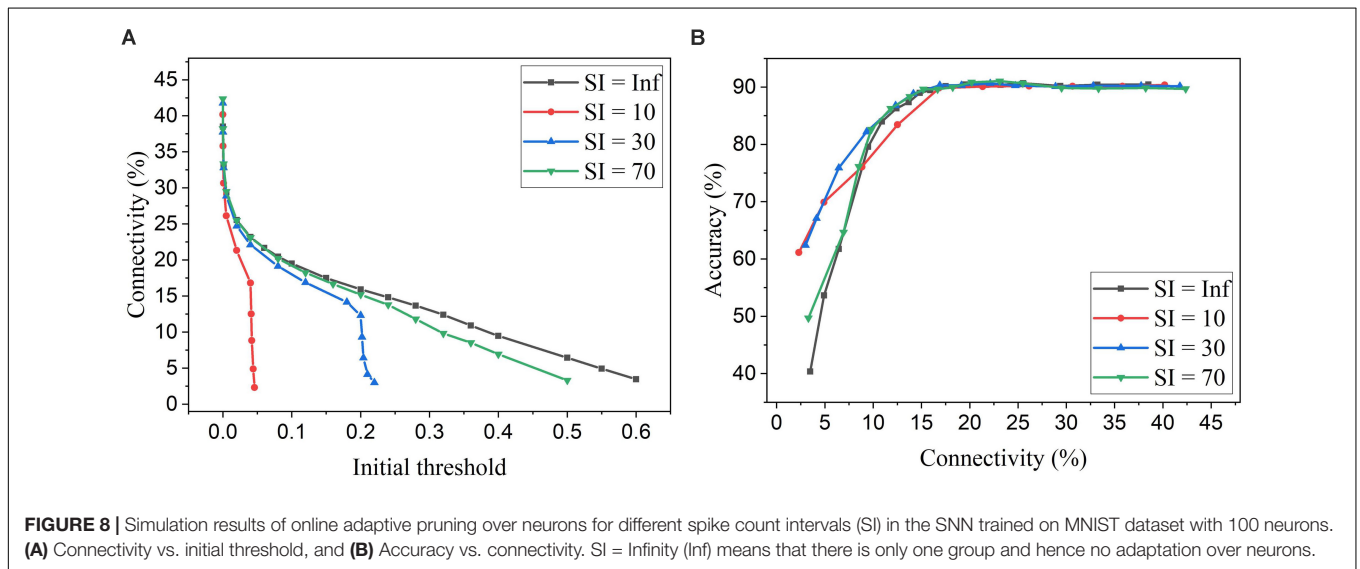 A
B
45
40
35
30
25
20
15
10
5
0
Connectivity (%)
0.0 0.1 0.2 0.3 0.4 0.5 0.6
Initial threshold
SI = Inf
SI = 10
SI = 30
SI = 70
100
90
80
70
60
50
40
Accuracy (%)
0 5 10 15 20 25 30 35 40 45
Connectivity (%)
SI = Inf
SI = 10
SI = 30
SI = 70
FIGURE 8 | Simulation results of online adaptive pruning over neurons for different spike count intervals (SI) in the SNN trained on MNIST dataset with 100 neurons.
(A) Connectivity vs. initial threshold, and (B) Accuracy vs. connectivity. SI = Infinity (Inf) means that there is only one group and hence no adaptation over neurons.